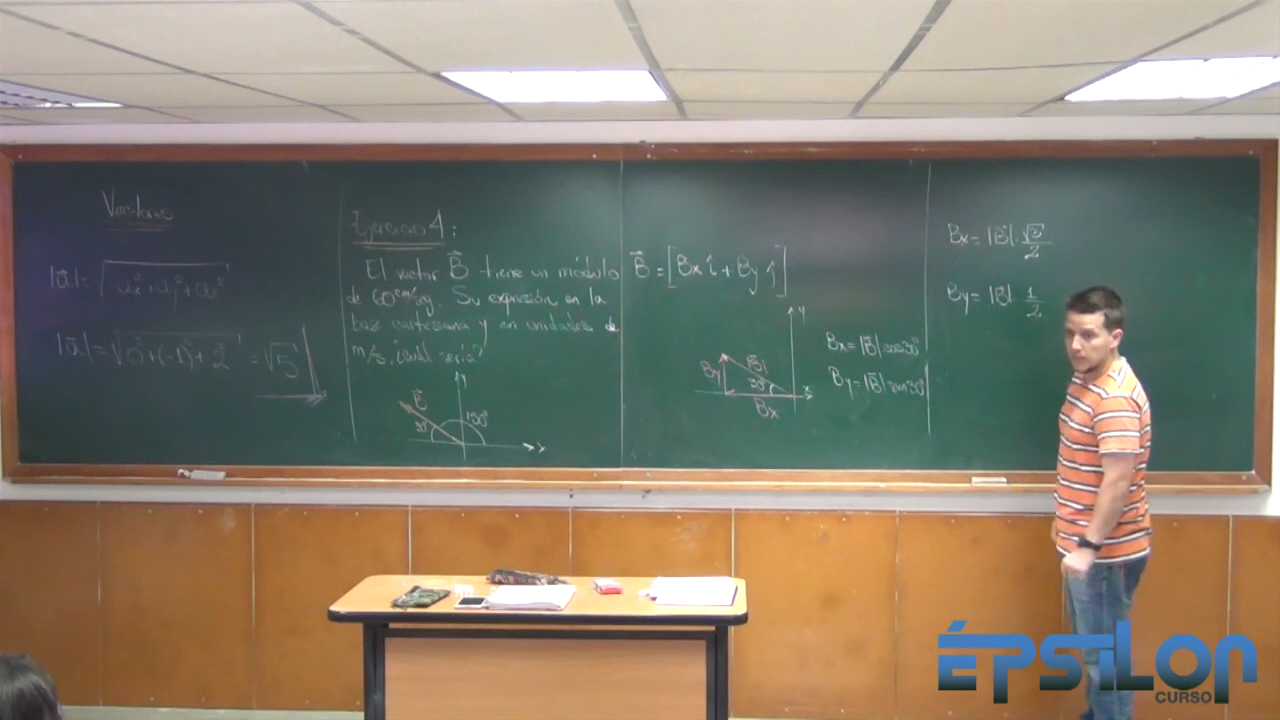 Vectores
|a⃗| = √(ax² + ay² + az²)
|a⃗| = √(0² + (-1)² + 2²) = √5
Ejercicio 4:
El vector B⃗ tiene un módulo
de 60 cm/sg. Su expresión en la
base cartesiana y en unidades de
m/s, ¿cuál sería?
y
B⃗
30°
150°
x
B⃗ = [Bx î + By ĵ]
y
By
|B⃗|
30°
x
Bx
Bx = |B⃗| cos30°
By = |B⃗| sen30°
Bx = |B⃗| · √3/2
By = |B⃗| · 1/2
ÉPSILON
CURSO